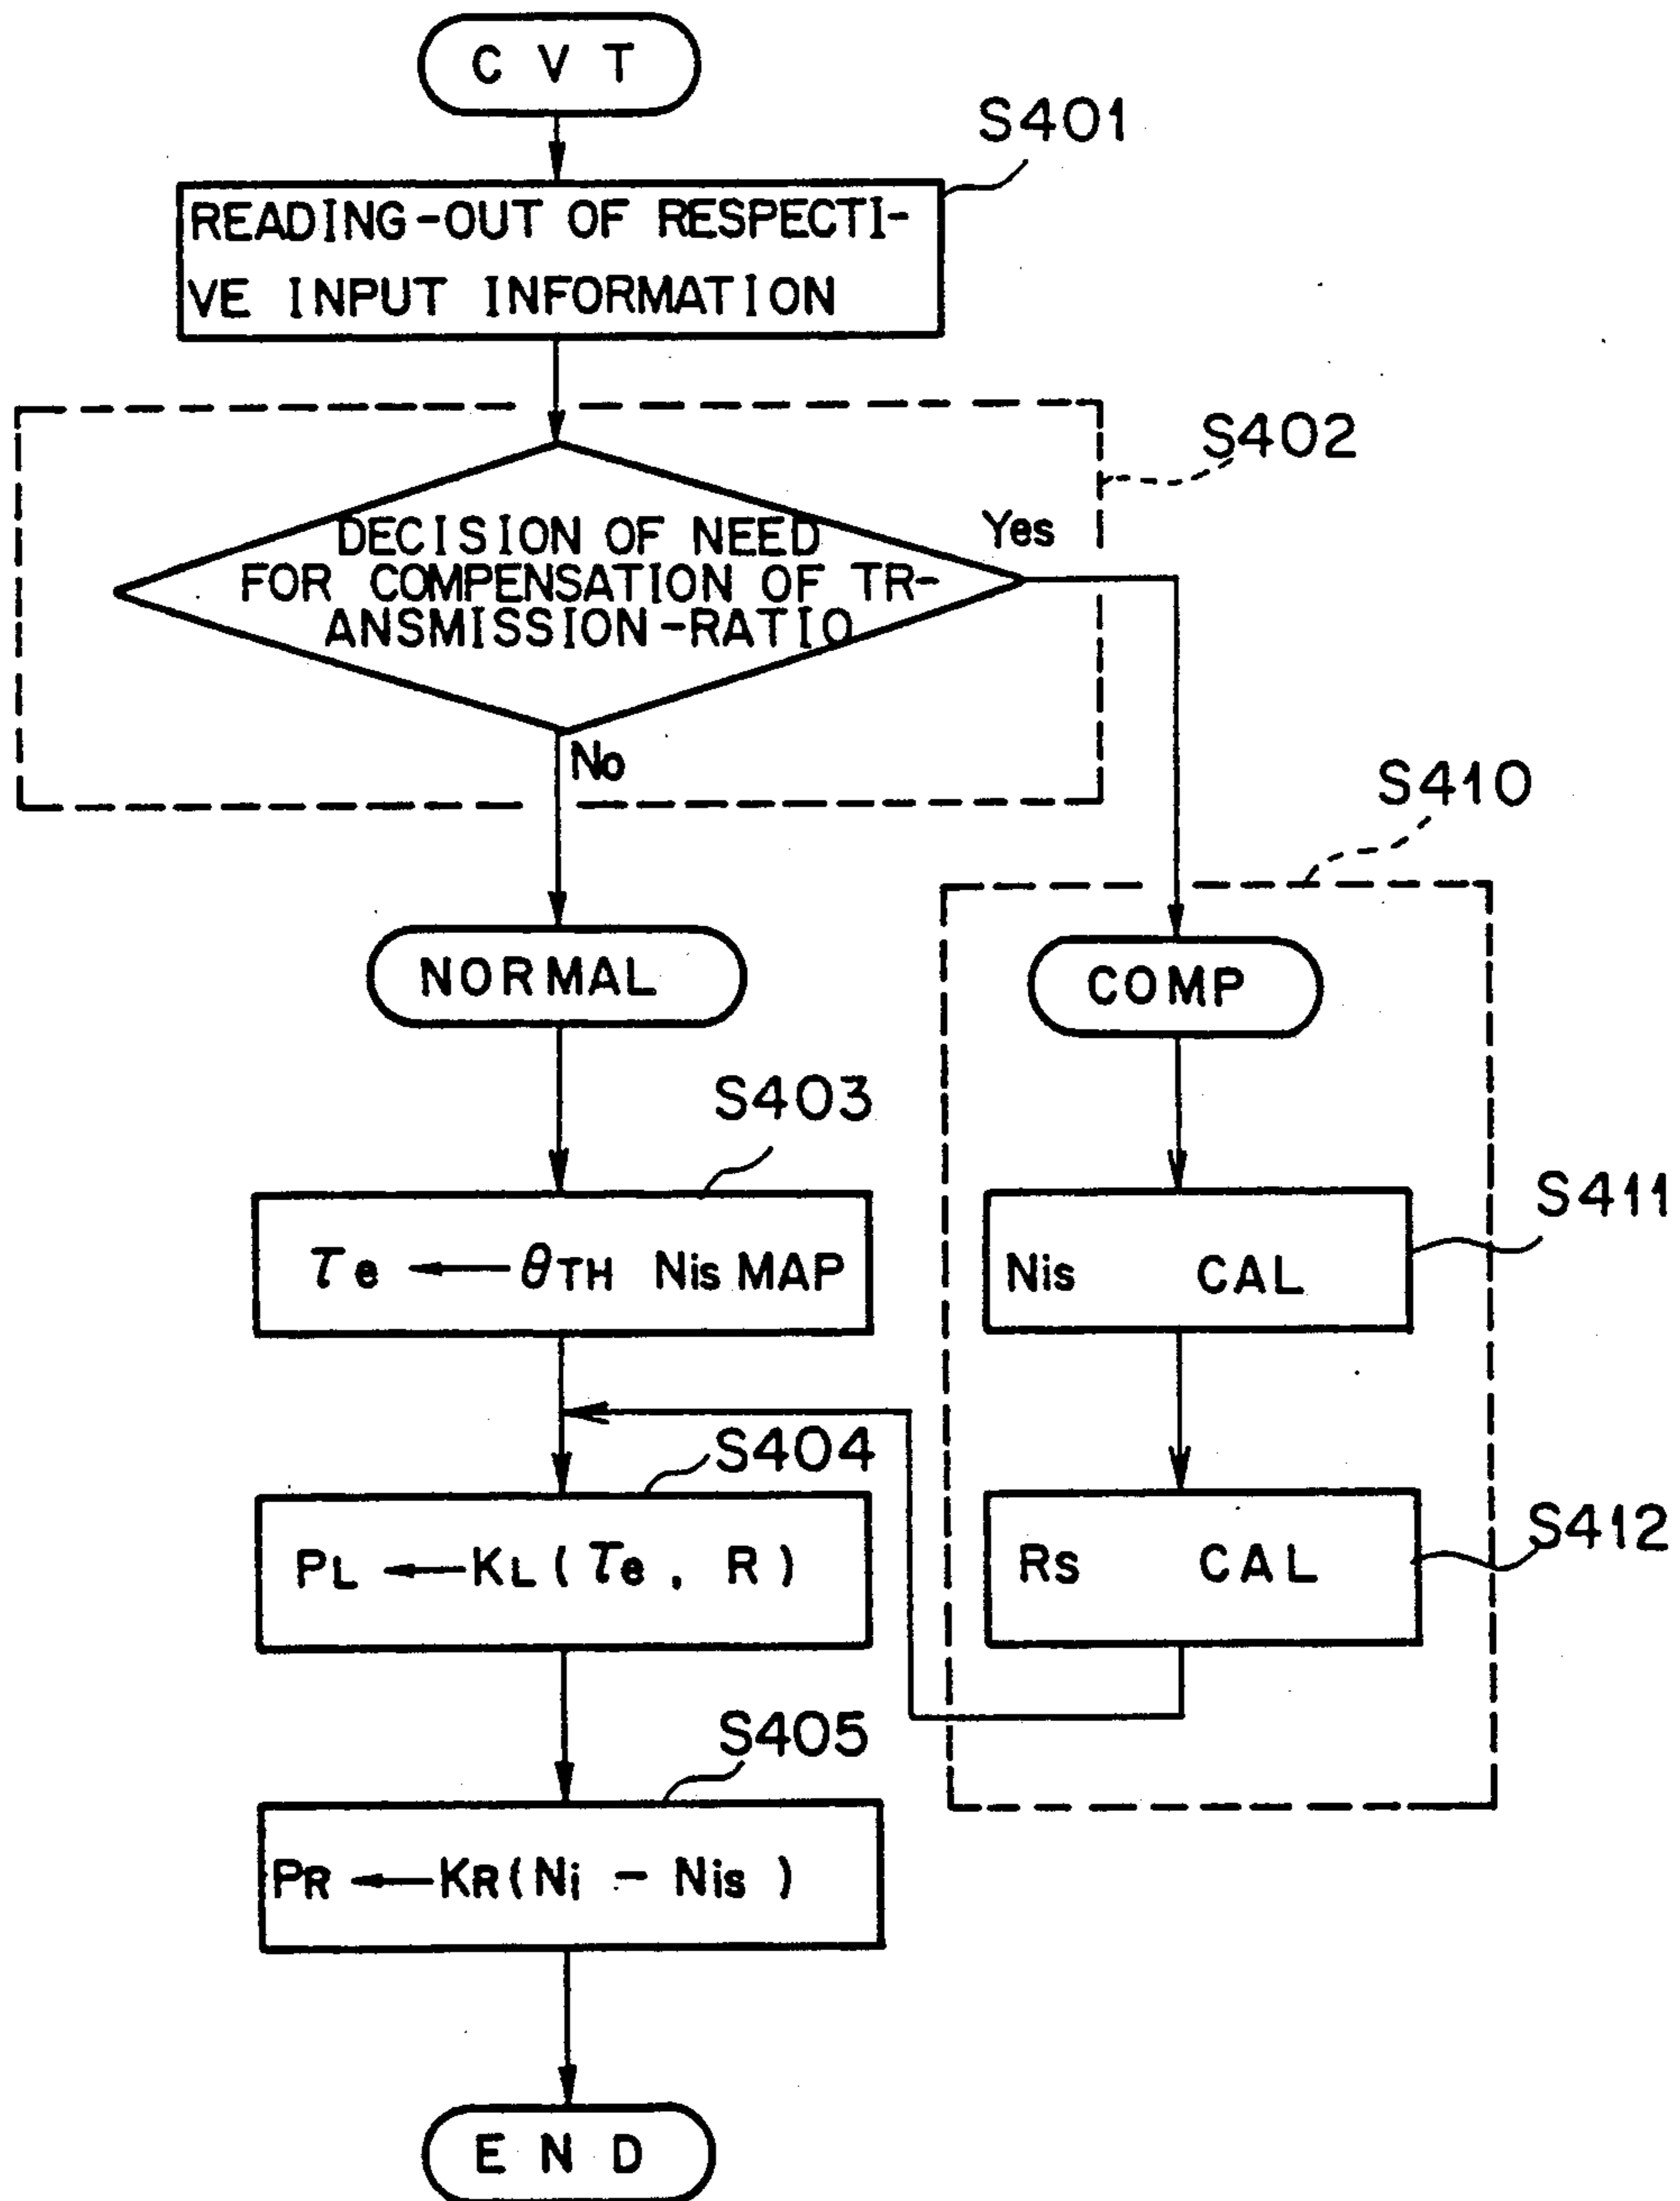 C V T
S401
READING-OUT OF RESPECTI-
VE INPUT INFORMATION
S402
DECISION OF NEED
FOR COMPENSATION OF TR-
ANSMISSION-RATIO
Yes
No
S410
NORMAL
COMP
S403
τe ← θTH Nis MAP
S411
Nis CAL
S404
PL ← KL (τe, R)
S412
Rs CAL
S405
PR ← KR (Ni - Nis)
E N D